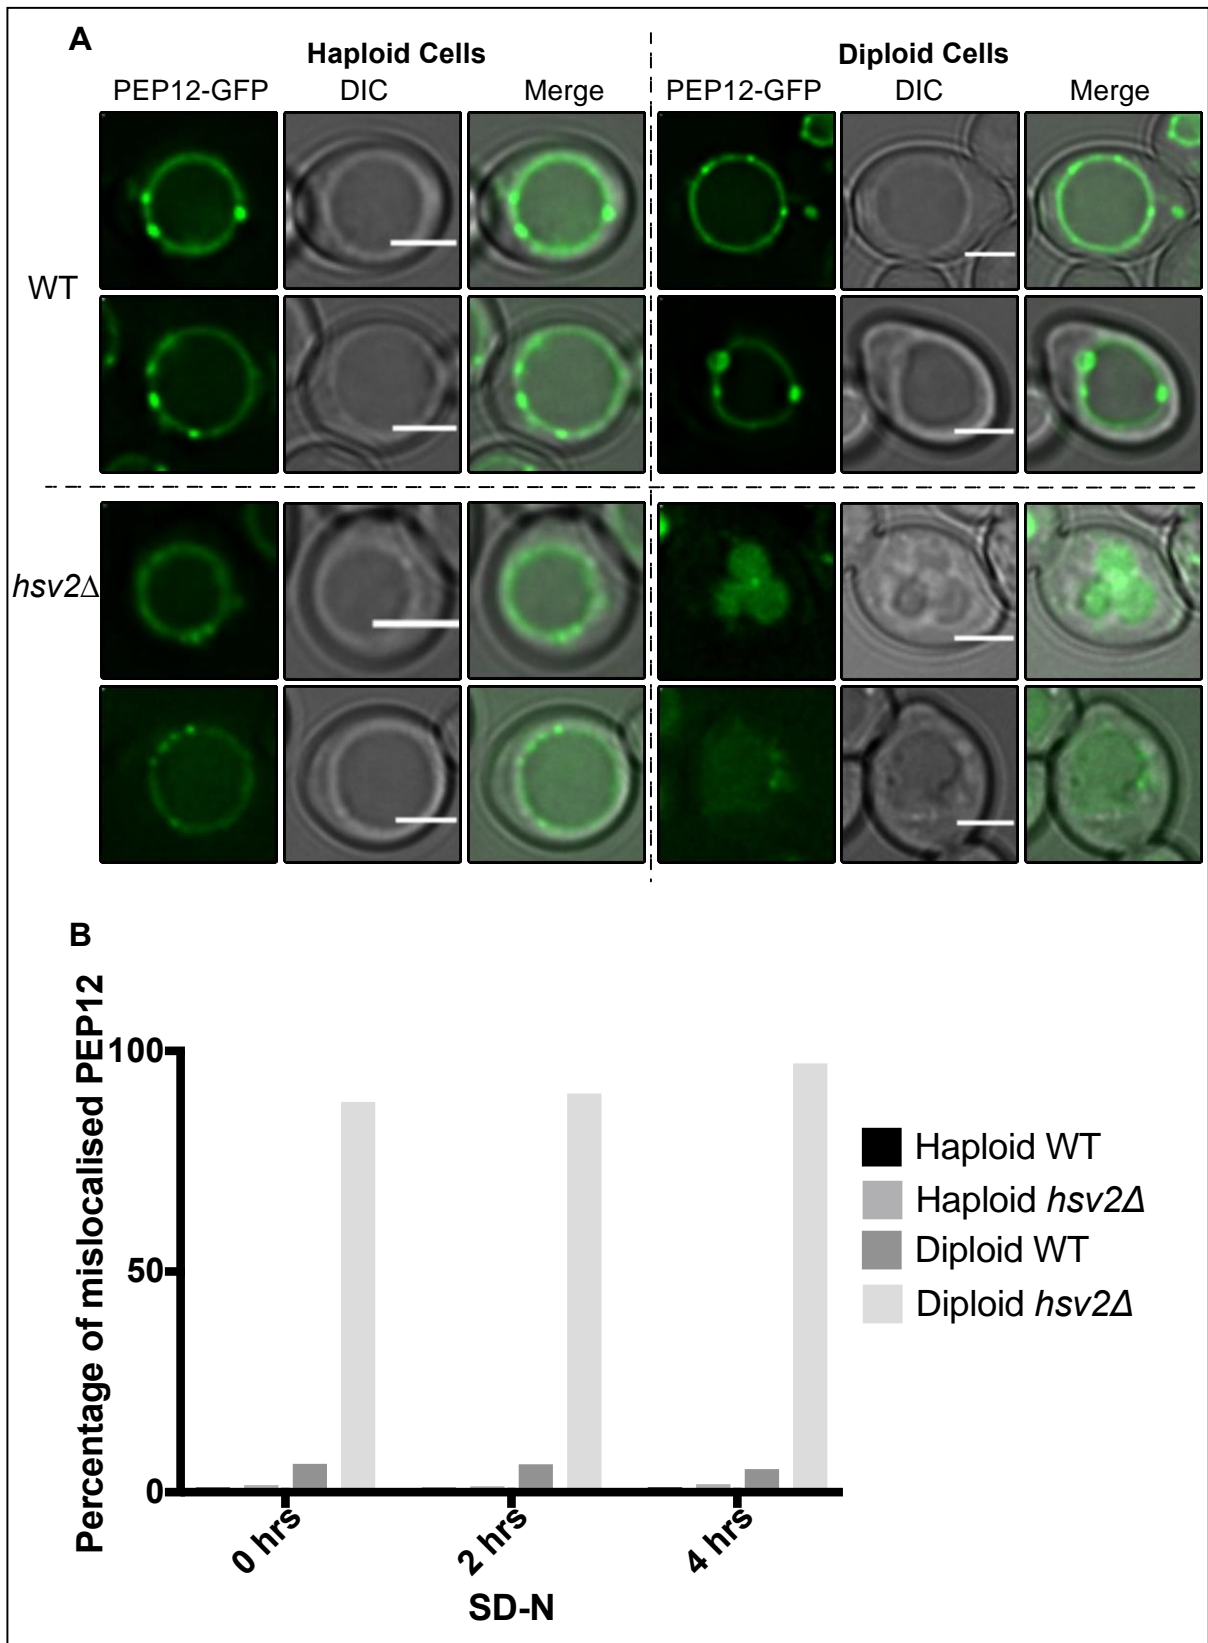 A
Haploid Cells
Diploid Cells
PEP12-GFP DIC Merge PEP12-GFP DIC Merge
WT
hsv2Δ
B
Percentage of mislocalised PEP12
100
50
0
0 hrs 2 hrs 4 hrs
SD-N
Haploid WT
Haploid hsv2Δ
Diploid WT
Diploid hsv2Δ